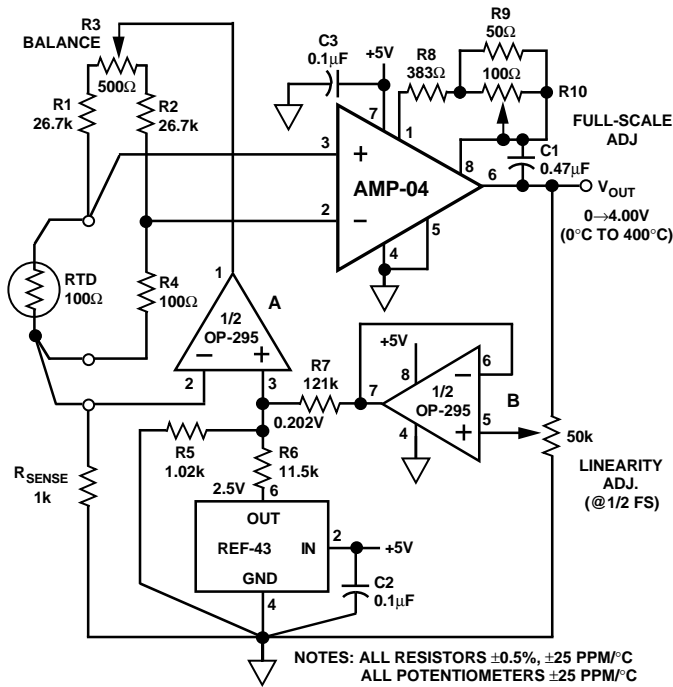 R3
BALANCE
500Ω
R1
26.7k
R2
26.7k
C3
0.1µF
+5V
R8
383Ω
R9
50Ω
100Ω
R10
FULL-SCALE
ADJ
7
1
3
+
AMP-04
2
−
8
6
C1
0.47µF
VOUT
0→4.00V
(0°C TO 400°C)
5
4
RTD
100Ω
R4
100Ω
1
A
1/2
OP-295
−
+
2
3
R7
121k
7
+5V
8
6
−
1/2
OP-295
B
+
5
4
50k
LINEARITY
ADJ.
(@1/2 FS)
0.202V
R5
1.02k
R6
11.5k
RSENSE
1k
2.5V
6
OUT
REF-43
IN
2
+5V
GND
4
C2
0.1µF
NOTES: ALL RESISTORS ±0.5%, ±25 PPM/°C
ALL POTENTIOMETERS ±25 PPM/°C